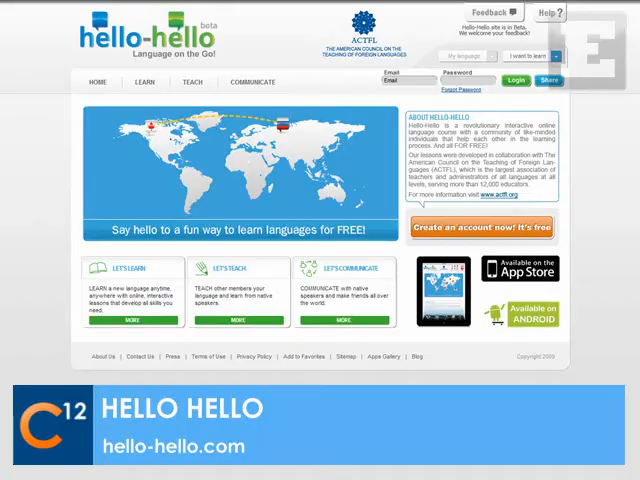 Feedback
Help ?
beta
hello-hello
Language on the Go!
ACTFL
THE AMERICAN COUNCIL ON THE
TEACHING OF FOREIGN LANGUAGES
Hello-Hello site is in Beta.
We welcome your feedback!
My language
I want to learn
E
HOME
LEARN
TEACH
COMMUNICATE
Email
Password
Email
Login
Share
Forgot Password
Say hello to a fun way to learn languages for FREE!
ABOUT HELLO-HELLO
Hello-Hello is a revolutionary interactive online
language course with a community of like-minded
individuals that help each other in the learning
process. And all FOR FREE!
Our lessons were developed in collaboration with The
American Council on the Teaching of Foreign Lan-
guages (ACTFL), which is the largest association of
teachers and administrators of all languages at all
levels, serving more than 12,000 educators.
For more information visit www.actfl.org
Create an account now! It's free
LET'S LEARN
LEARN a new language anytime,
anywhere with online, interactive
lessons that develop all skills you
need.
MORE
LET'S TEACH
TEACH other members your
language and learn from native
speakers.
MORE
LET'S COMMUNICATE
COMMUNICATE with native
speakers and make friends all over
the world.
MORE
Available on the
App Store
Available on
ANDROID
About Us | Contact Us | Press | Terms of Use | Privacy Policy | Add to Favorites | Sitemap | Apps Gallery | Blog
Copyright 2009
C12
HELLO HELLO
hello-hello.com